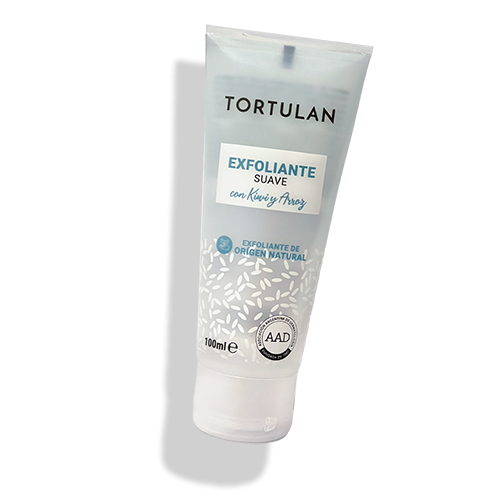 TORTULAN
EXFOLIANTE
SUAVE
con Kiwi y Arroz
EXFOLIANTE DE
ORIGEN NATURAL
100ml e
AAD